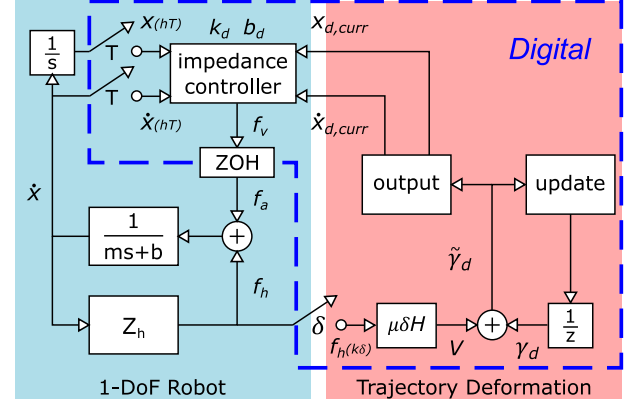 x(hT)
k_d b_d
x_d,curr
1/s
T
impedance
controller
Digital
T
ẋ(hT)
f_v
ẋ_d,curr
ZOH
output
update
ẋ
f_a
1/(ms+b)
+
γ̃_d
f_h
Z_h
δ
μδH
+
1/z
f_h(kδ)
V
γ_d
1-DoF Robot
Trajectory Deformation